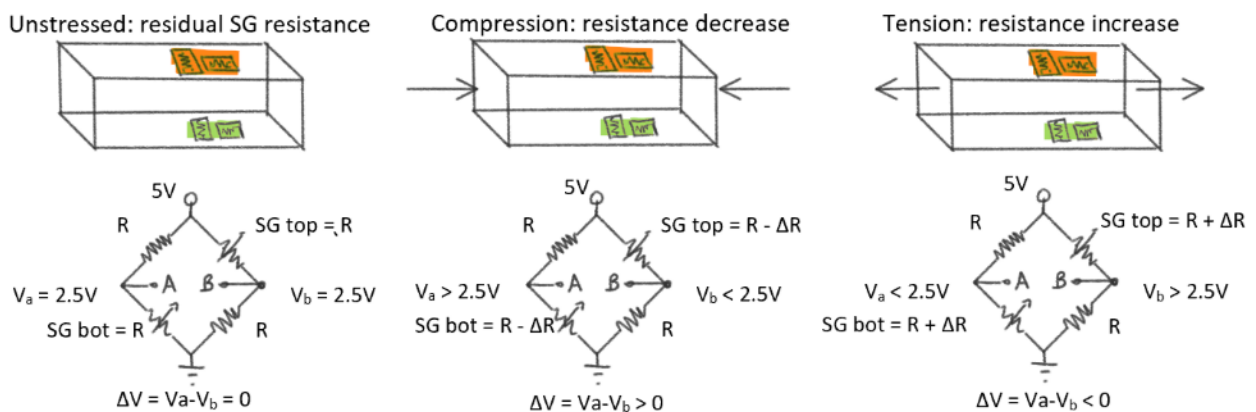 Unstressed: residual SG resistance
5V
R
SG top = R
A
B
Va = 2.5V
Vb = 2.5V
SG bot = R
R
ΔV = Va-Vb = 0
Compression: resistance decrease
5V
R
SG top = R - ΔR
A
B
Va > 2.5V
Vb < 2.5V
SG bot = R - ΔR
R
ΔV = Va-Vb > 0
Tension: resistance increase
5V
R
SG top = R + ΔR
A
B
Va < 2.5V
Vb > 2.5V
SG bot = R + ΔR
R
ΔV = Va-Vb < 0